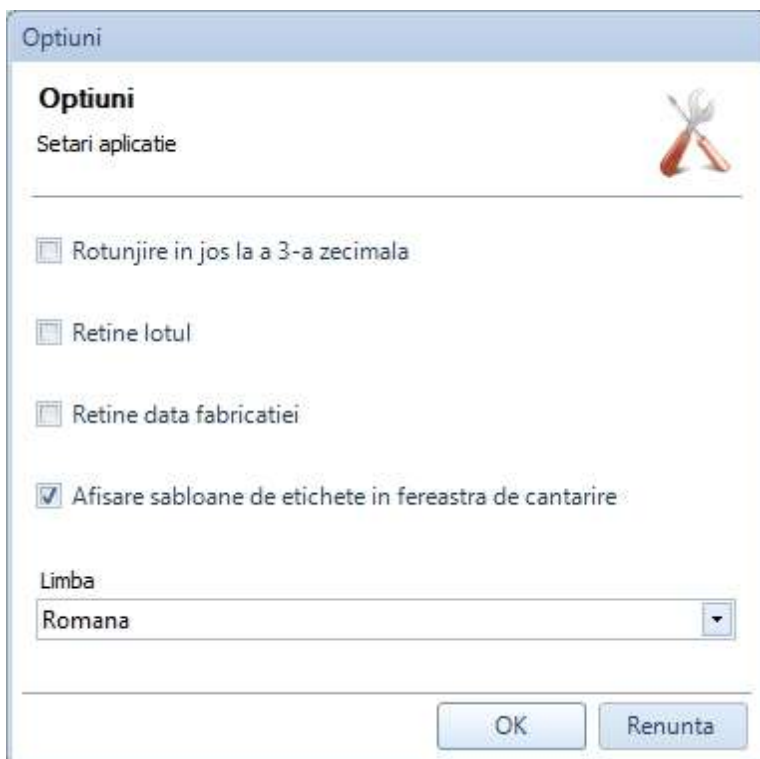 Optiuni
Optiuni
Setari aplicatie
Rotunjire in jos la a 3-a zecimala
Retine lotul
Retine data fabricatiei
Afisare sabloane de etichete in fereastra de cantarire
Limba
Romana
OK
Renunta